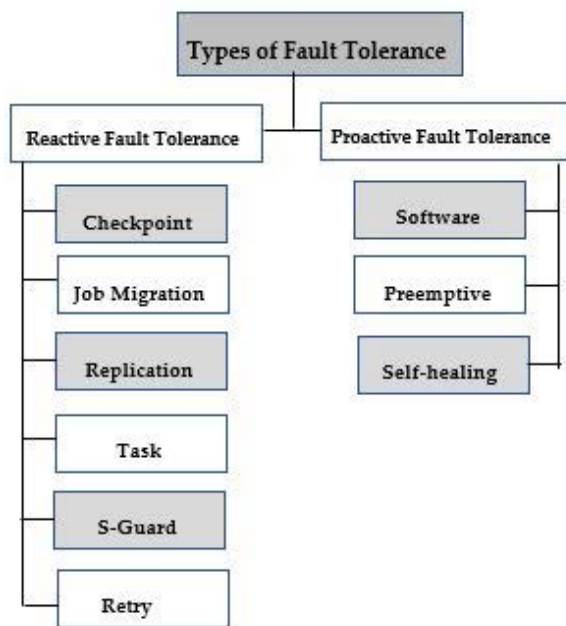 Types of Fault Tolerance
Reactive Fault Tolerance
Proactive Fault Tolerance
Checkpoint
Job Migration
Replication
Task
S-Guard
Retry
Software
Preemptive
Self-healing